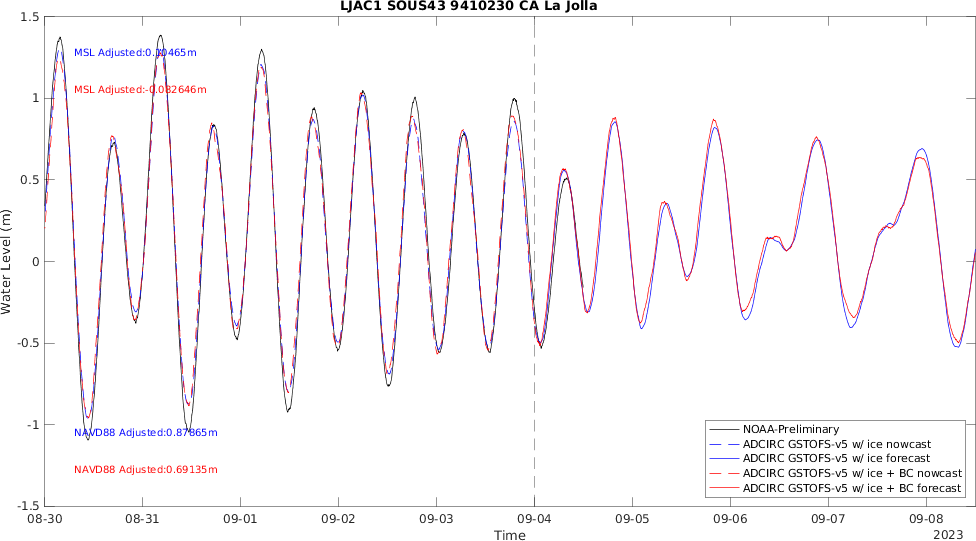 LJAC1 SOUS43 9410230 CA La Jolla
1.5
1
0.5
0
-0.5
-1
-1.5
Water Level (m)
MSL Adjusted:0.10465m
MSL Adjusted:-0.082646m
NAVD88 Adjusted:0.87865m
NAVD88 Adjusted:0.69135m
NOAA-Preliminary
ADCIRC GSTOFS-v5 w/ ice nowcast
ADCIRC GSTOFS-v5 w/ ice forecast
ADCIRC GSTOFS-v5 w/ ice + BC nowcast
ADCIRC GSTOFS-v5 w/ ice + BC forecast
08-30 08-31 09-01 09-02 09-03 09-04 09-05 09-06 09-07 09-08
Time
2023